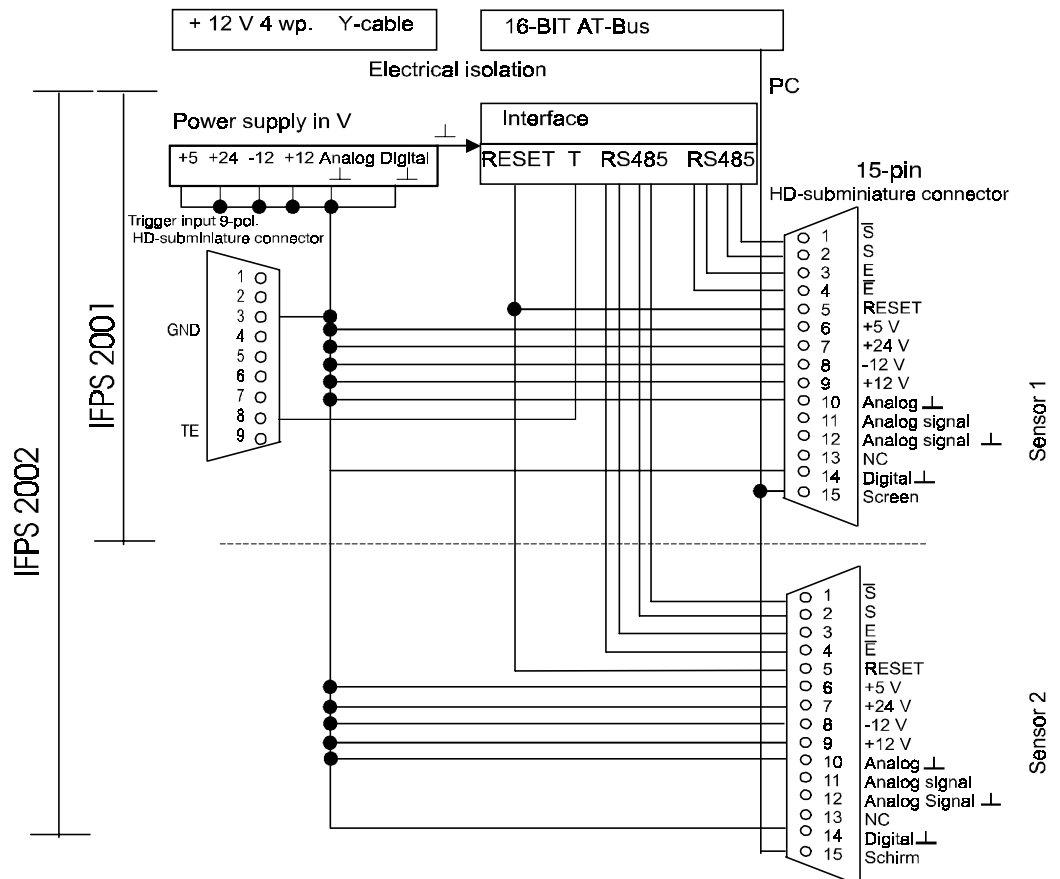 + 12 V 4 wp. Y-cable
16-BIT AT-Bus
Electrical isolation
PC
Power supply in V
Interface
+5 +24 -12 +12 Analog Digital
RESET T RS485 RS485
15-pin
HD-subminiature connector
Trigger input 9-pol.
HD-subminiature connector
1
2
3
4
5
6
7
8
9
GND
TE
IFPS 2001
IFPS 2002
1 S
2 S
3 E
4 E
5 RESET
6 +5 V
7 +24 V
8 -12 V
9 +12 V
10 Analog ⊥
11 Analog signal
12 Analog signal ⊥
13 NC
14 Digital ⊥
15 Screen
Sensor 1
1 S
2 S
3 E
4 E
5 RESET
6 +5 V
7 +24 V
8 -12 V
9 +12 V
10 Analog ⊥
11 Analog signal
12 Analog Signal ⊥
13 NC
14 Digital ⊥
15 Schirm
Sensor 2